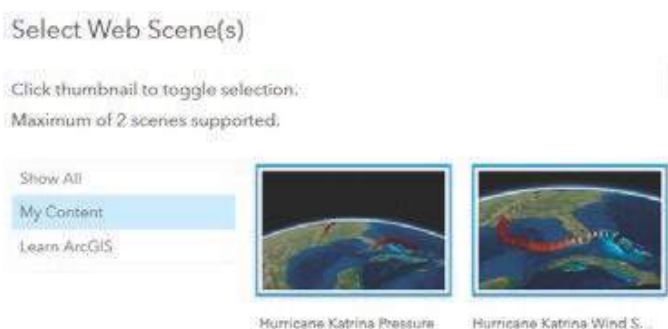 Select Web Scene(s)
Click thumbnail to toggle selection.
Maximum of 2 scenes supported.
Show All
My Content
Learn ArcGIS
Hurricane Katrina Pressure
Hurricane Katrina Wind S...